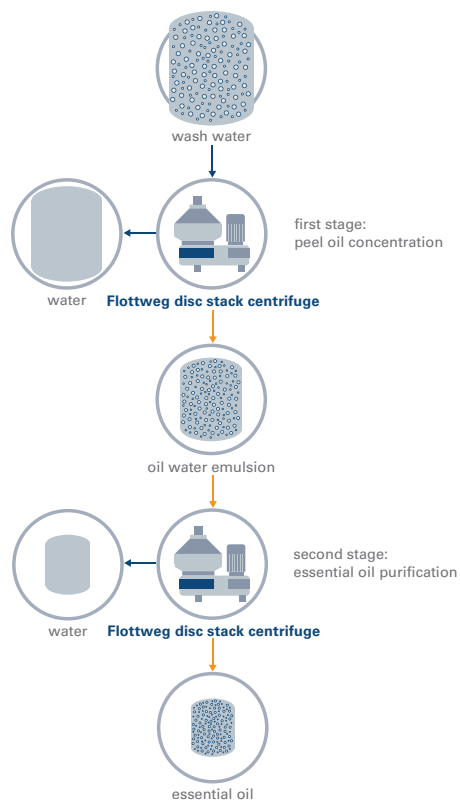 wash water
first stage:
peel oil concentration
water
Flottweg disc stack centrifuge
oil water emulsion
second stage:
essential oil purification
water
Flottweg disc stack centrifuge
essential oil